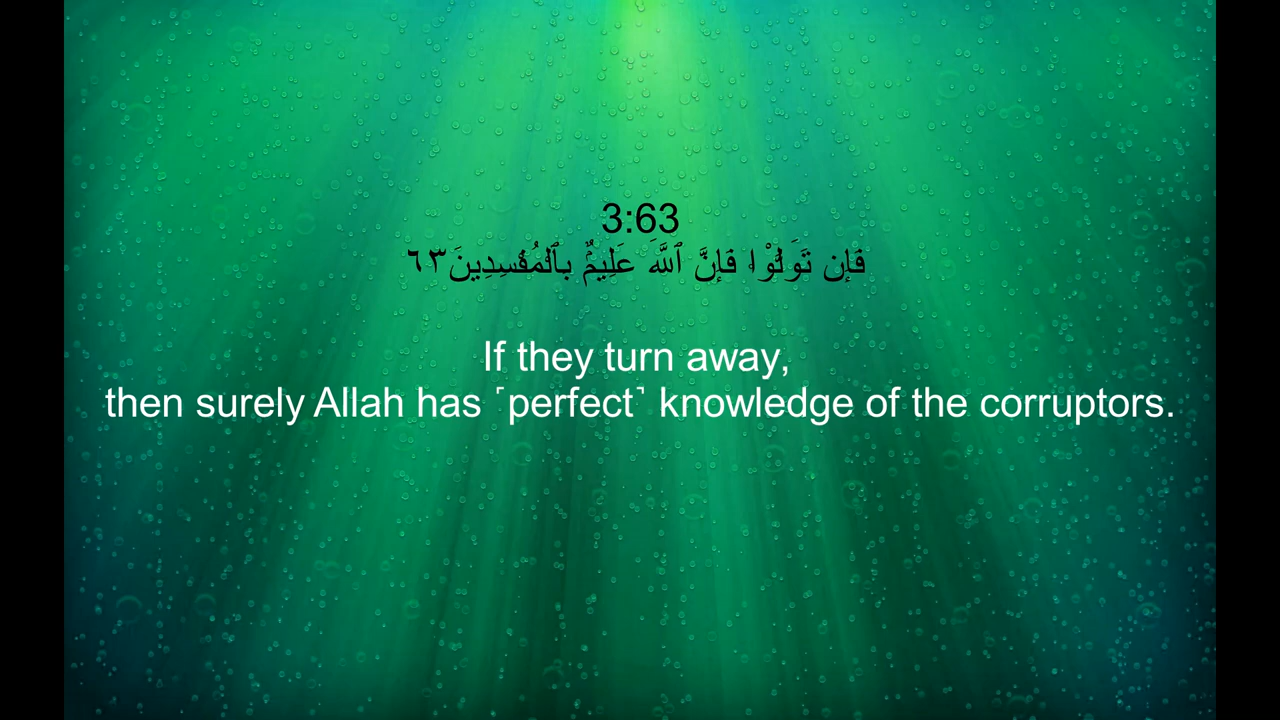 3:63
فَإِن تَوَلَّوْا۟ فَإِنَّ ٱللَّهَ عَلِيمٌۢ بِٱلْمُفْسِدِينَ ٦٣
If they turn away,
then surely Allah has ˹perfect˺ knowledge of the corruptors.